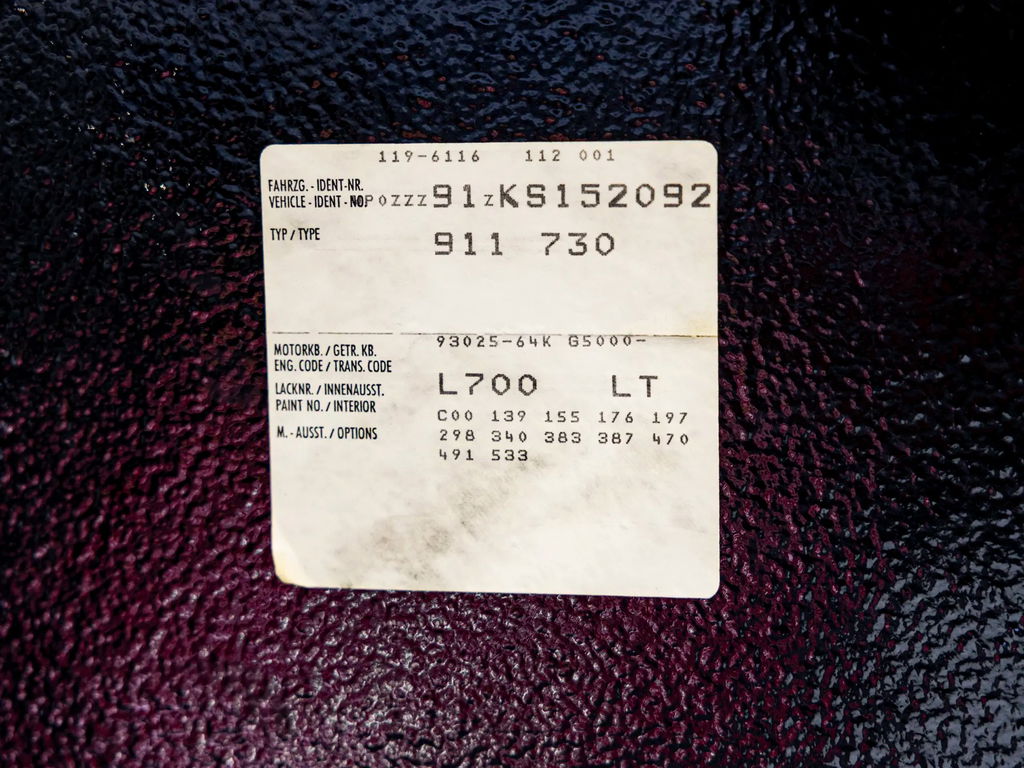 119-6116 112 001
FAHRZG. - IDENT-NR.
VEHICLE - IDENT - NO. WP0ZZZ91ZKS152092
TYP / TYPE 911 730
93025-64K G5000-
MOTORKB. / GETR. KB.
ENG. CODE / TRANS. CODE
LACKNR. / INNENAUSST. L700 LT
PAINT NO. / INTERIOR
C00 139 155 176 197
M. - AUSST. / OPTIONS 298 340 383 387 470
491 533